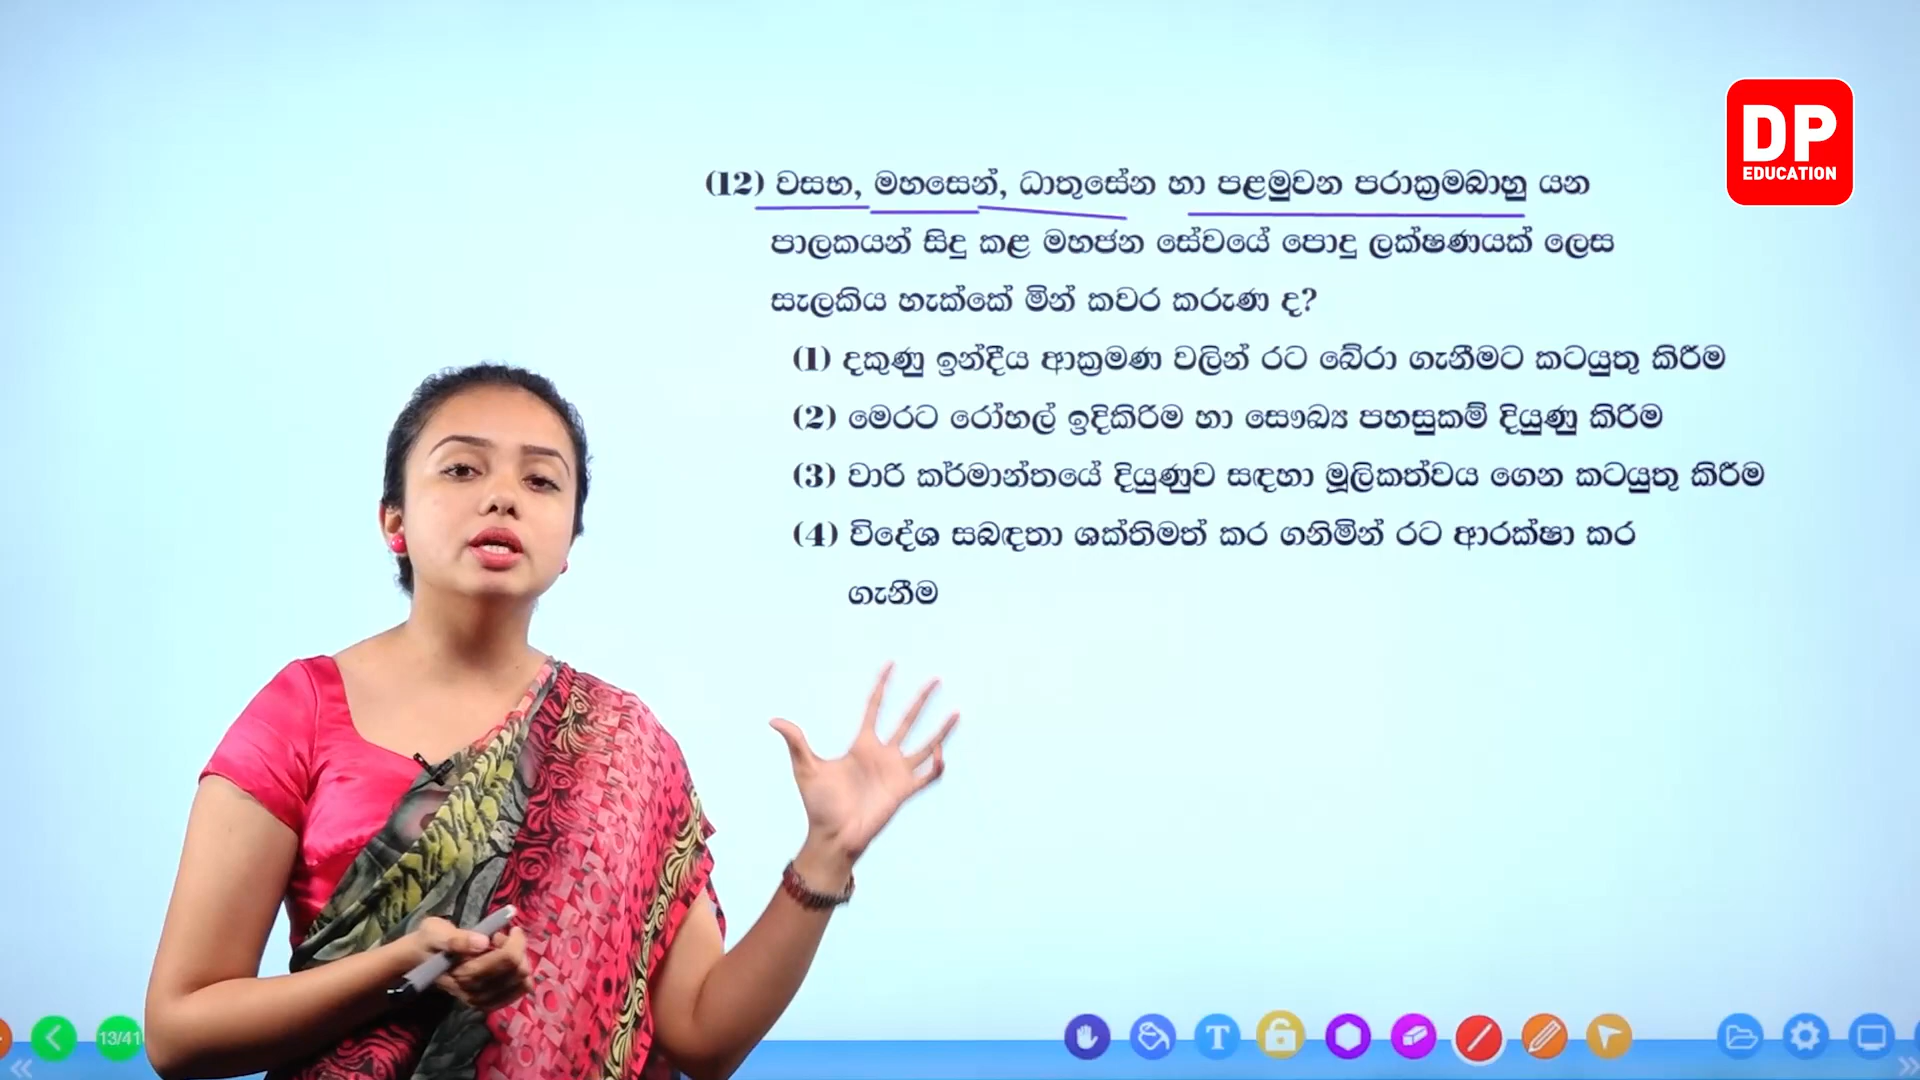 DP
EDUCATION
(12) වසභ, මහසෙන්, ධාතුසේන හා පළමුවන පරාක්‍රමබාහු යන
පාලකයන් සිදු කළ මහජන සේවයේ පොදු ලක්ෂණයක් ලෙස
සැලකිය හැක්කේ මින් කවර කරුණ ද?
(1) දකුණු ඉන්දීය ආක්‍රමණ වලින් රට බේරා ගැනීමට කටයුතු කිරීම
(2) මෙරට රෝහල් ඉදිකිරීම හා සෞඛ්‍ය පහසුකම් දියුණු කිරීම
(3) වාරි කර්මාන්තයේ දියුණුව සඳහා මූලිකත්වය ගෙන කටයුතු කිරීම
(4) විදේශ සබඳතා ශක්තිමත් කර ගනිමින් රට ආරක්ෂා කර
ගැනීම
13/41
T